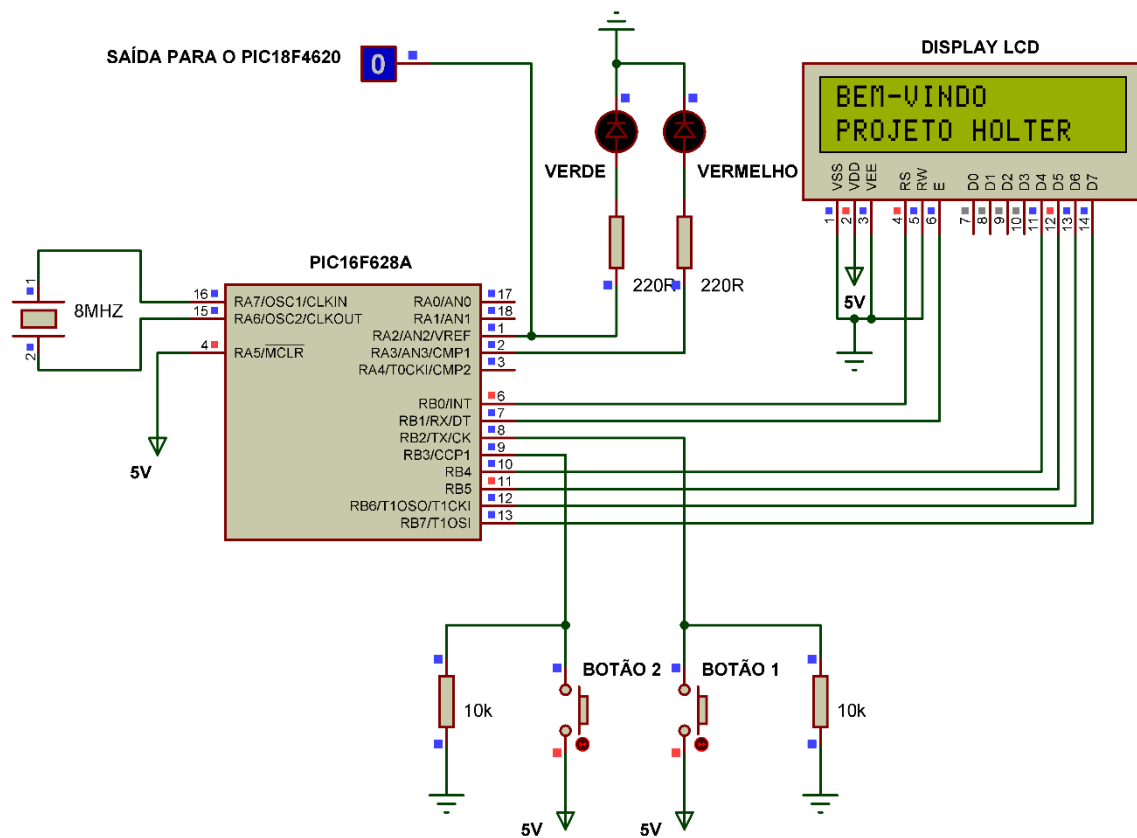 SAÍDA PARA O PIC18F4620
0
DISPLAY LCD
BEM-VINDO
PROJETO HOLTER
VSS VDD VEE RS RW E D0 D1 D2 D3 D4 D5 D6 D7
1 2 3 4 5 6 7 8 9 10 11 12 13 14
5V
VERDE
VERMELHO
220R
220R
PIC16F628A
1
8MHZ
2
16 RA7/OSC1/CLKIN
15 RA6/OSC2/CLKOUT
4 RA5/MCLR
5V
RA0/AN0 17
RA1/AN1 18
RA2/AN2/VREF 1
RA3/AN3/CMP1 2
RA4/T0CKI/CMP2 3
RB0/INT 6
RB1/RX/DT 7
RB2/TX/CK 8
RB3/CCP1 9
RB4 10
RB5 11
RB6/T1OSO/T1CKI 12
RB7/T1OSI 13
BOTÃO 2
BOTÃO 1
10k
10k
5V
5V